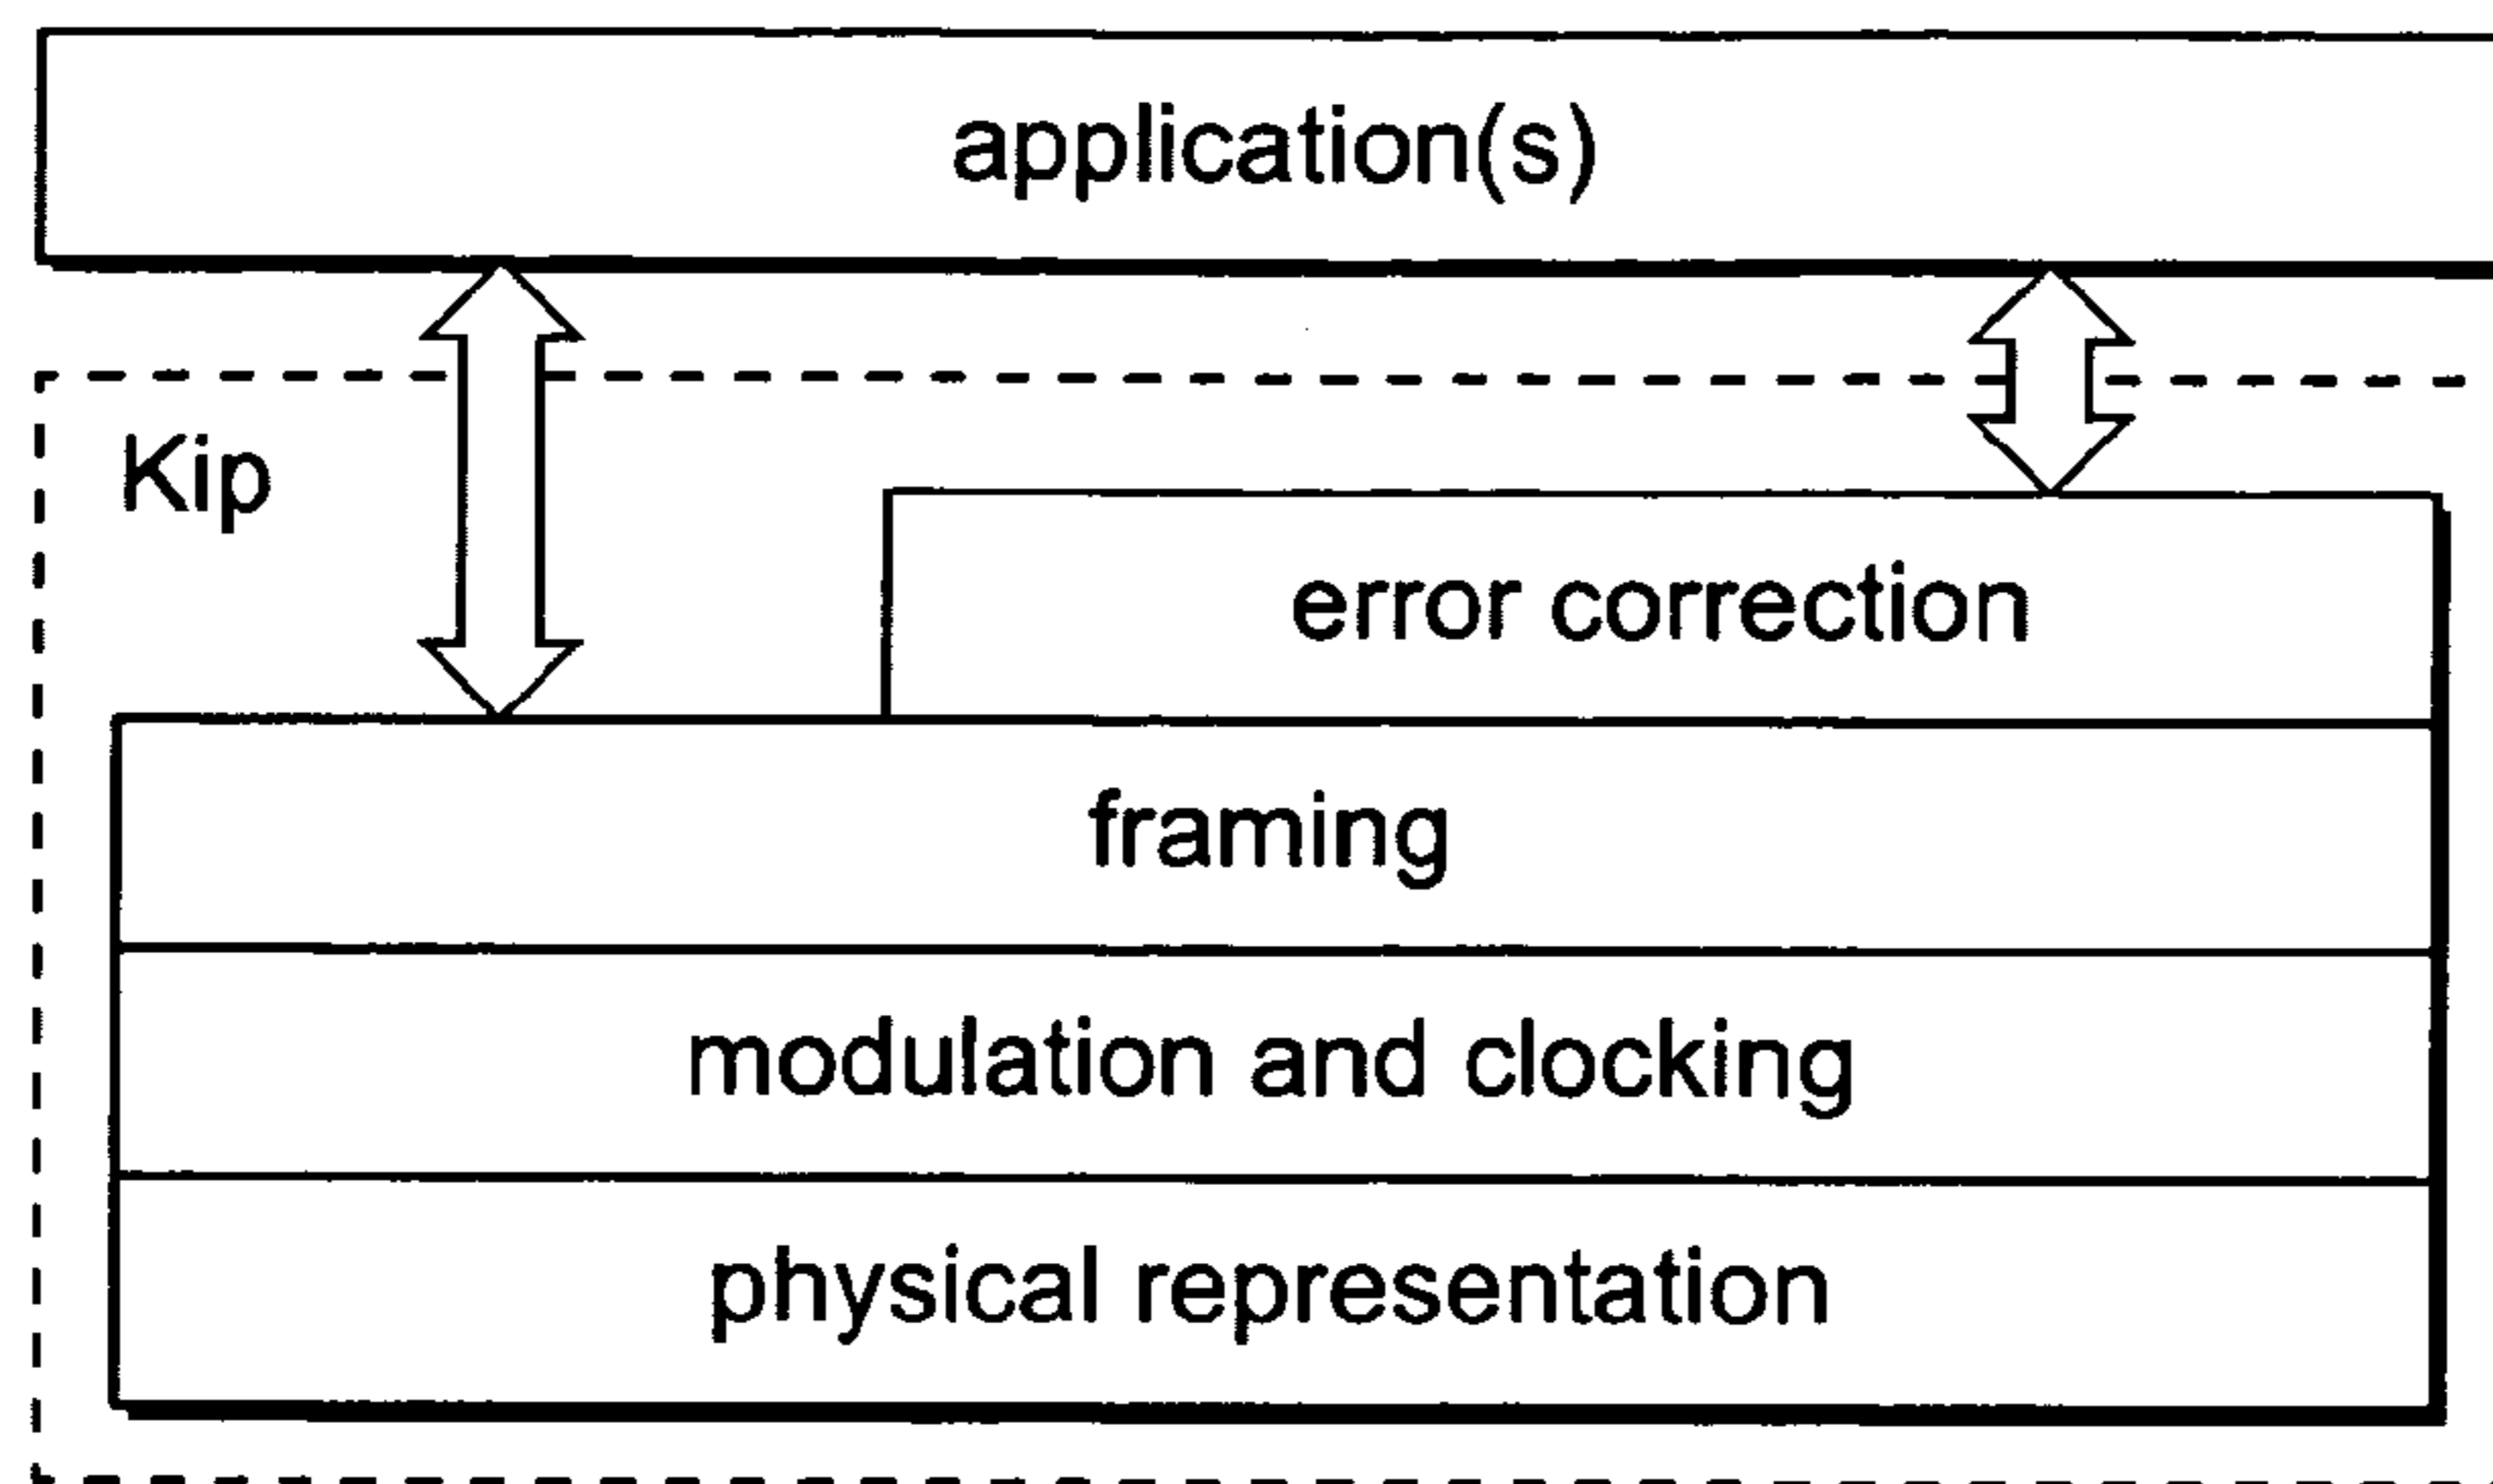 application(s)
Kip
error correction
framing
modulation and clocking
physical representation